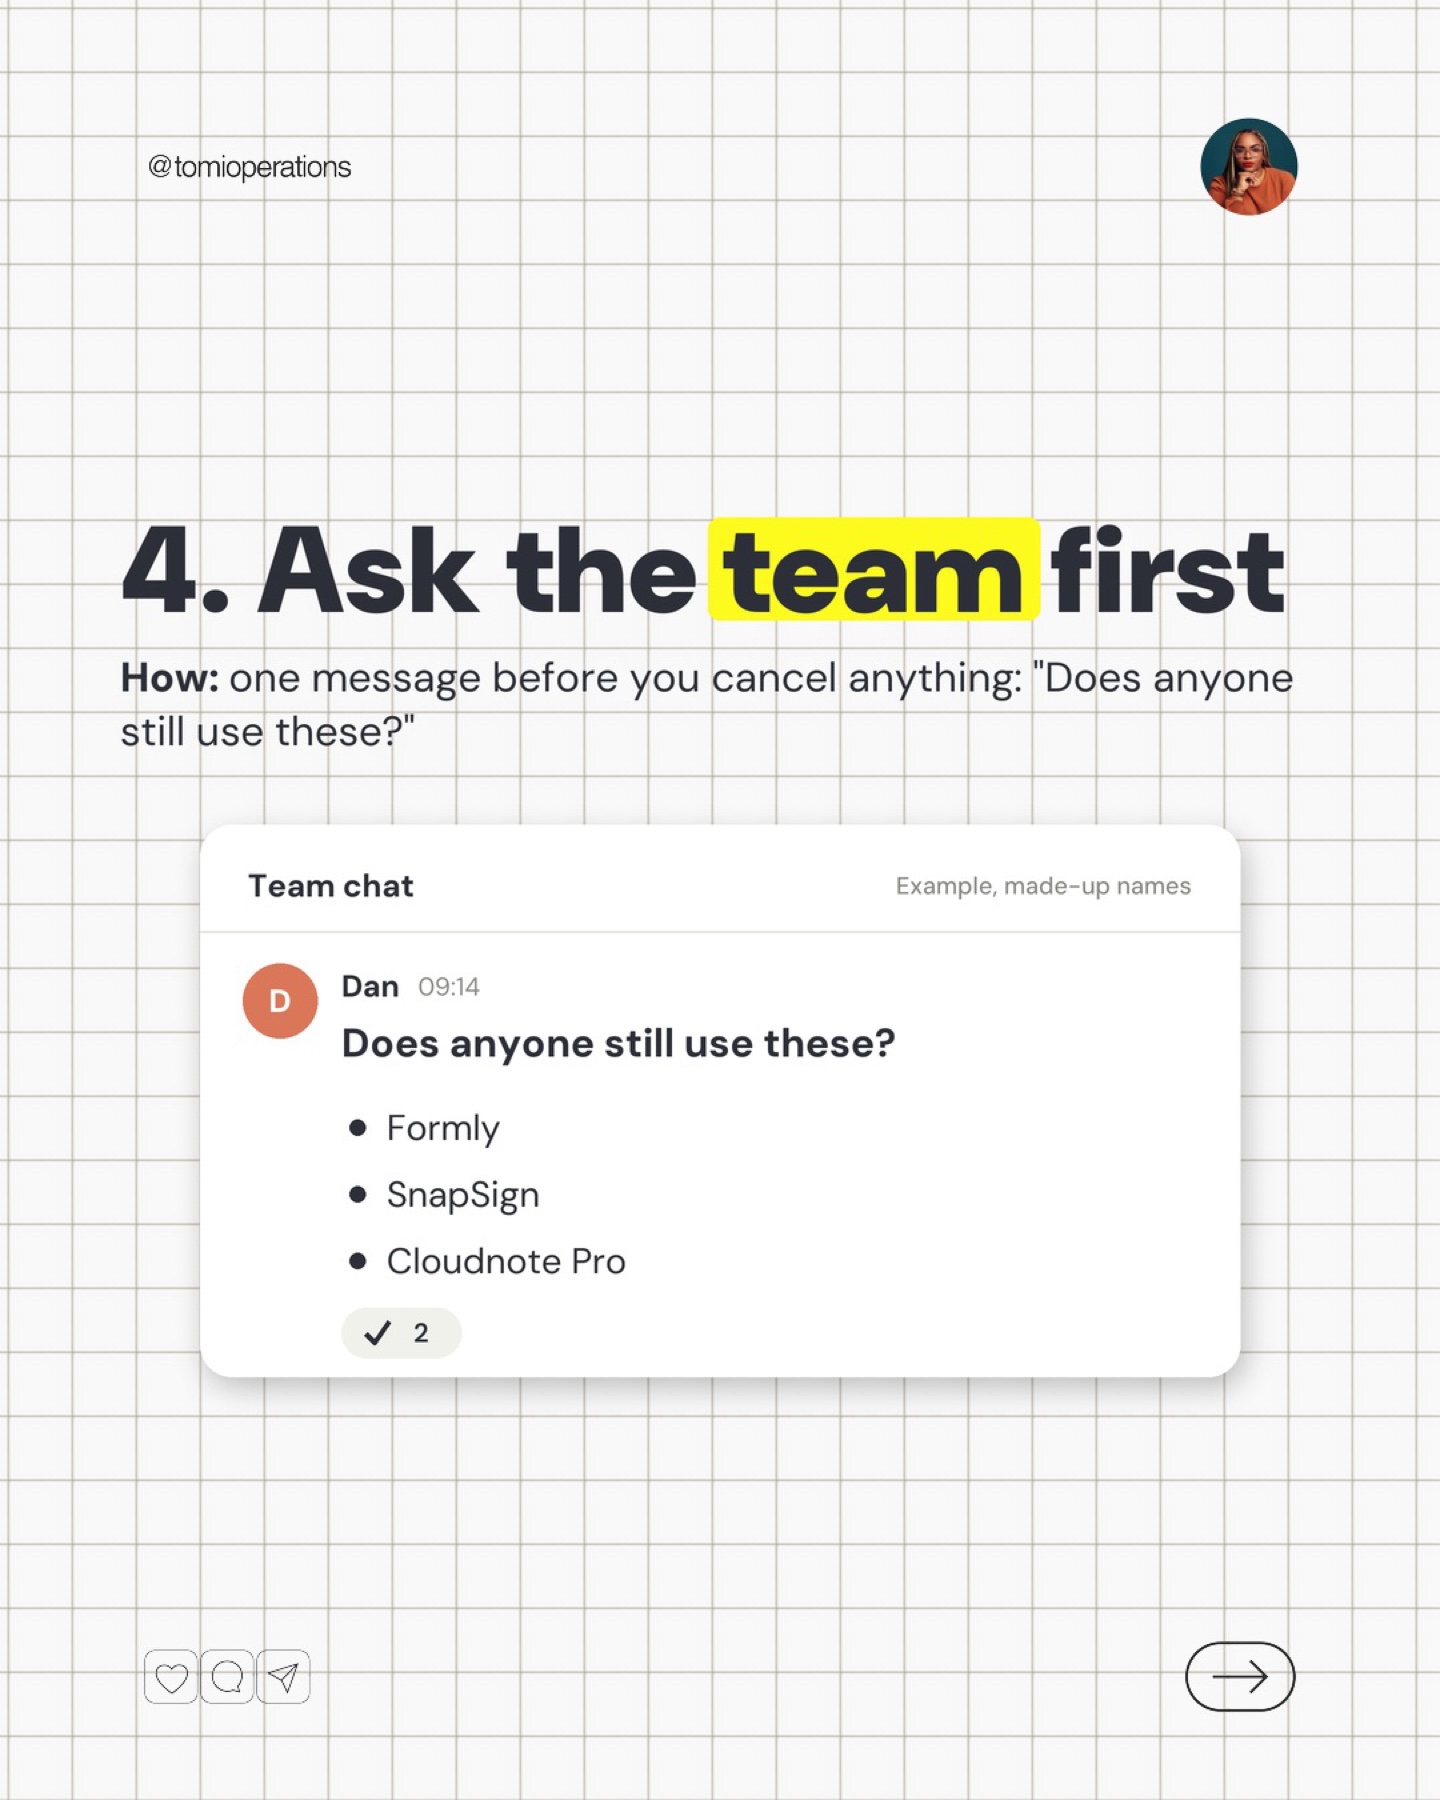 @tomioperations
4. Ask the team first
How: one message before you cancel anything: "Does anyone
still use these?"
Team chat
Example, made-up names
D
Dan 09:14
Does anyone still use these?
• Formly
• SnapSign
• Cloudnote Pro
✓ 2